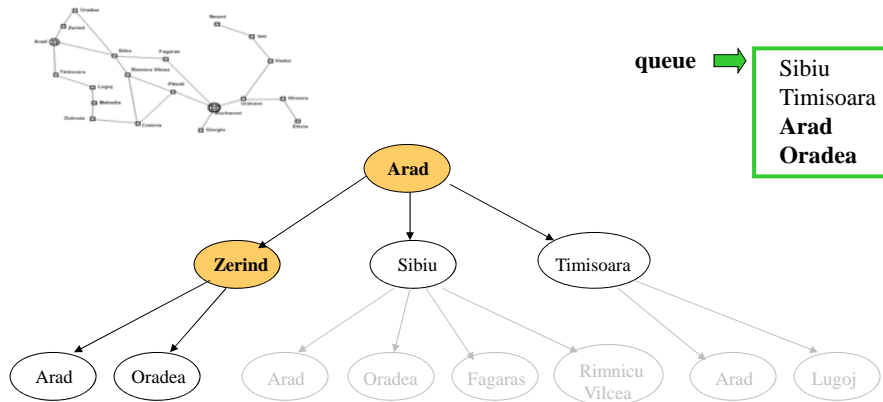 Oradea
Neamt
Zerind
Iasi
Arad
Sibiu
Fagaras
Vaslui
Timisoara
Rimnicu Vilcea
Lugoj
Pitesti
Mehadia
Urziceni
Hirsova
Bucharest
Dobreta
Craiova
Giurgiu
Eforie
queue
Sibiu
Timisoara
Arad
Oradea
Arad
Zerind
Sibiu
Timisoara
Arad
Oradea
Arad
Oradea
Fagaras
Rimnicu
Vilcea
Arad
Lugoj